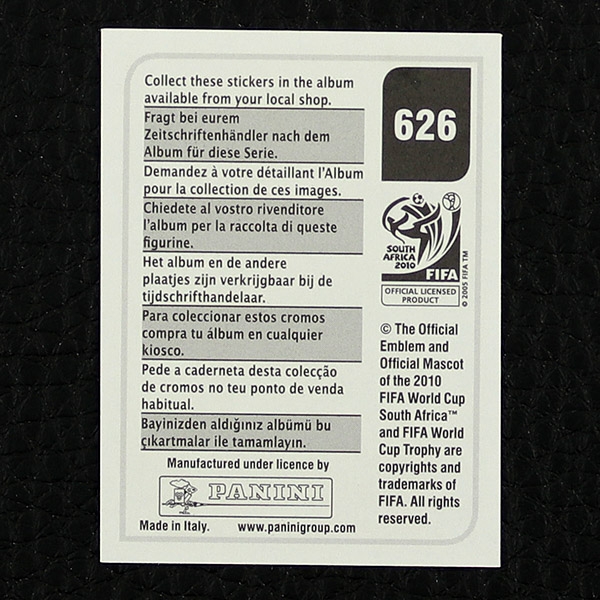 Collect these stickers in the album
available from your local shop.
Fragt bei eurem
Zeitschriftenhändler nach dem
Album für diese Serie.
Demandez à votre détaillant l'Album
pour la collection de ces images.
Chiedete al vostro rivenditore
l'album per la raccolta di queste
figurine.
Het album en de andere
plaatjes zijn verkrijgbaar bij de
tijdschrifthandelaar.
Para coleccionar estos cromos
compra tu álbum en cualquier
kiosco.
Pede a caderneta desta colecção
de cromos no teu ponto de venda
habitual.
Bayinizden aldığınız albümü bu
çıkartmalar ile tamamlayın.
Manufactured under licence by
PANINI
Made in Italy. www.paninigroup.com
626
SOUTH
AFRICA
2010
FIFA
OFFICIAL LICENSED
PRODUCT
© 2005 FIFA TM
© The Official
Emblem and
Official Mascot
of the 2010
FIFA World Cup
South Africa™
and FIFA World
Cup Trophy are
copyrights and
trademarks of
FIFA. All rights
reserved.